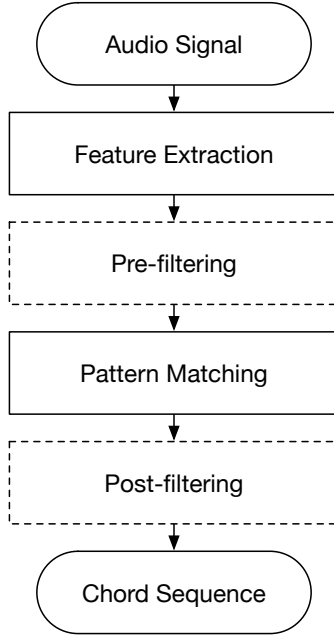 Audio Signal
Feature Extraction
Pre-filtering
Pattern Matching
Post-filtering
Chord Sequence